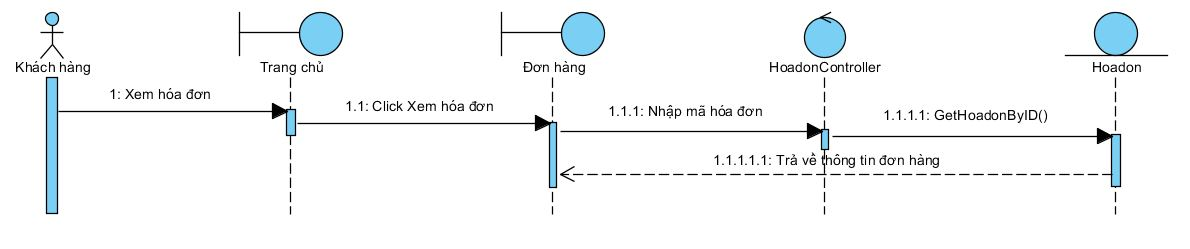 Khách hàng
Trang chủ
Đơn hàng
HoadonController
Hoadon
1: Xem hóa đơn
1.1: Click Xem hóa đơn
1.1.1: Nhập mã hóa đơn
1.1.1.1: GetHoadonByID()
1.1.1.1.1: Trả về thông tin đơn hàng